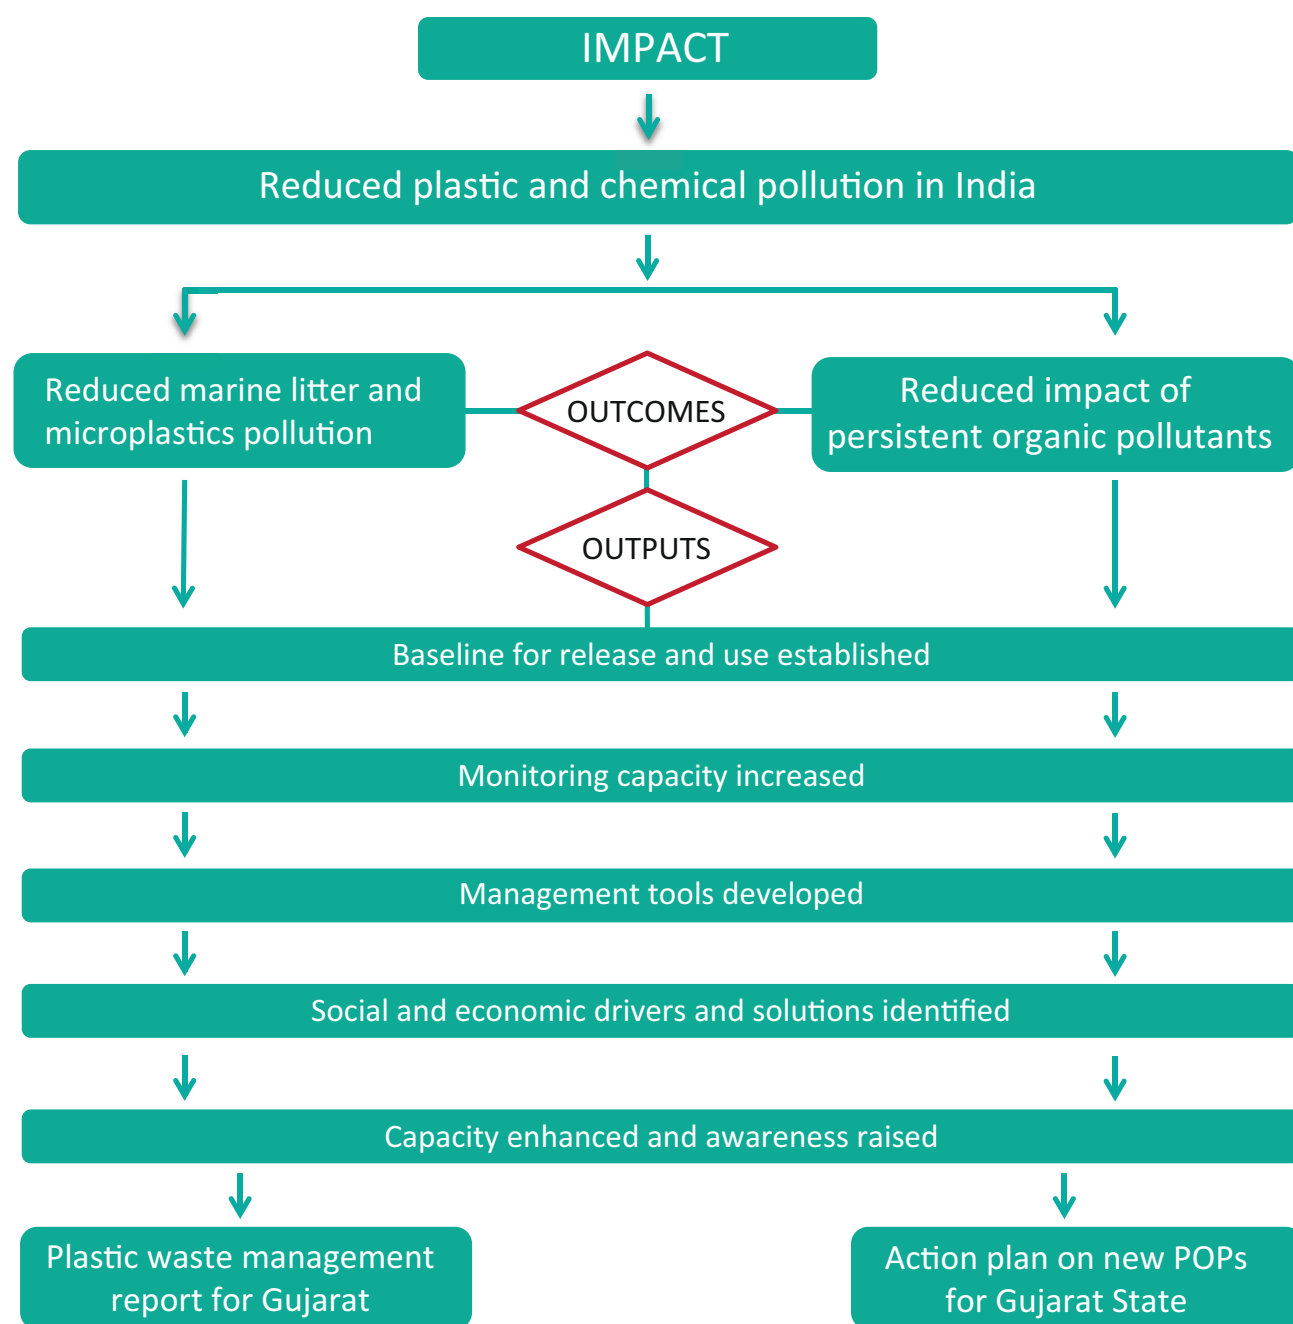 IMPACT
Reduced plastic and chemical pollution in India
Reduced marine litter and
microplastics pollution
OUTCOMES
Reduced impact of
persistent organic pollutants
OUTPUTS
Baseline for release and use established
Monitoring capacity increased
Management tools developed
Social and economic drivers and solutions identified
Capacity enhanced and awareness raised
Plastic waste management
report for Gujarat
Action plan on new POPs
for Gujarat State